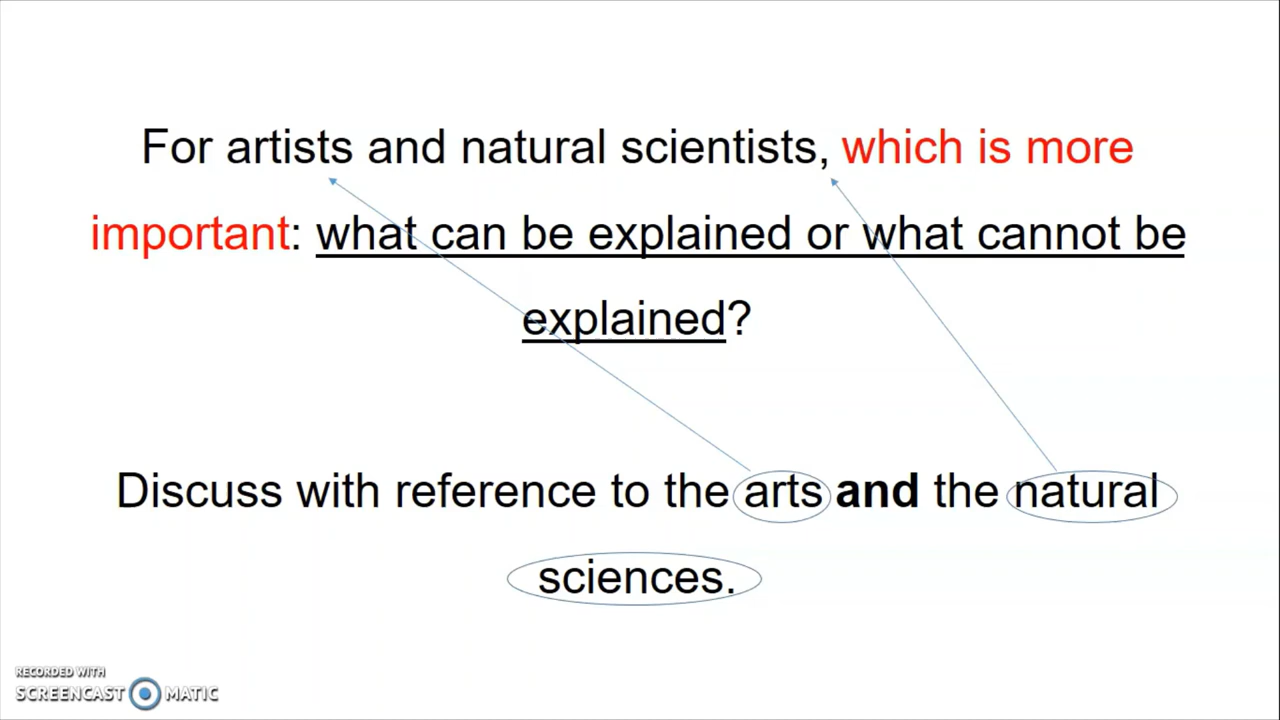 For artists and natural scientists, which is more
important: what can be explained or what cannot be
explained?
Discuss with reference to the arts and the natural
sciences.
RECORDED WITH
SCREENCAST MATIC